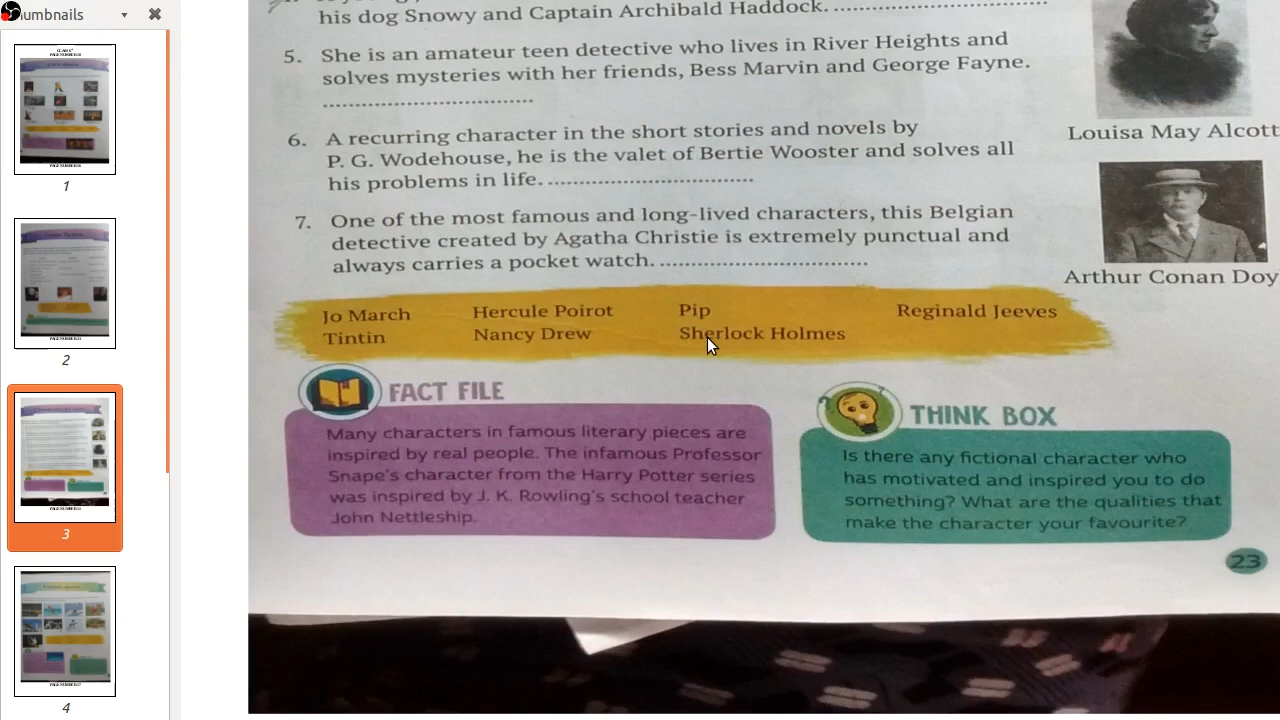 umbnails
1
2
3
4
his dog Snowy and Captain Archibald Haddock.
5. She is an amateur teen detective who lives in River Heights and
solves mysteries with her friends, Bess Marvin and George Fayne.
6. A recurring character in the short stories and novels by
P. G. Wodehouse, he is the valet of Bertie Wooster and solves all
his problems in life.
7. One of the most famous and long-lived characters, this Belgian
detective created by Agatha Christie is extremely punctual and
always carries a pocket watch.
Louisa May Alcott
Arthur Conan Doy
Jo March Hercule Poirot Pip Reginald Jeeves
Tintin Nancy Drew Sherlock Holmes
FACT FILE
Many characters in famous literary pieces are
inspired by real people. The infamous Professor
Snape's character from the Harry Potter series
was inspired by J. K. Rowling's school teacher
John Nettleship.
THINK BOX
Is there any fictional character who
has motivated and inspired you to do
something? What are the qualities that
make the character your favourite?
23